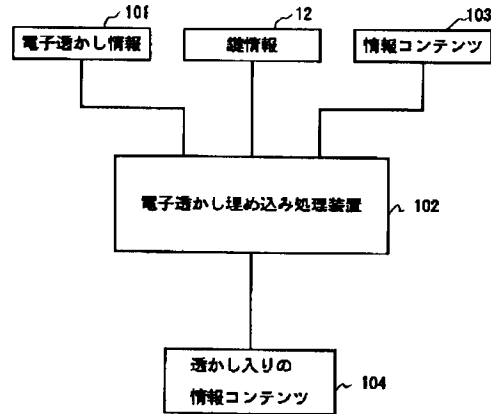 101
12
103
電子透かし情報
鍵情報
情報コンテンツ
電子透かし埋め込み処理装置
102
透かし入りの
情報コンテンツ
104